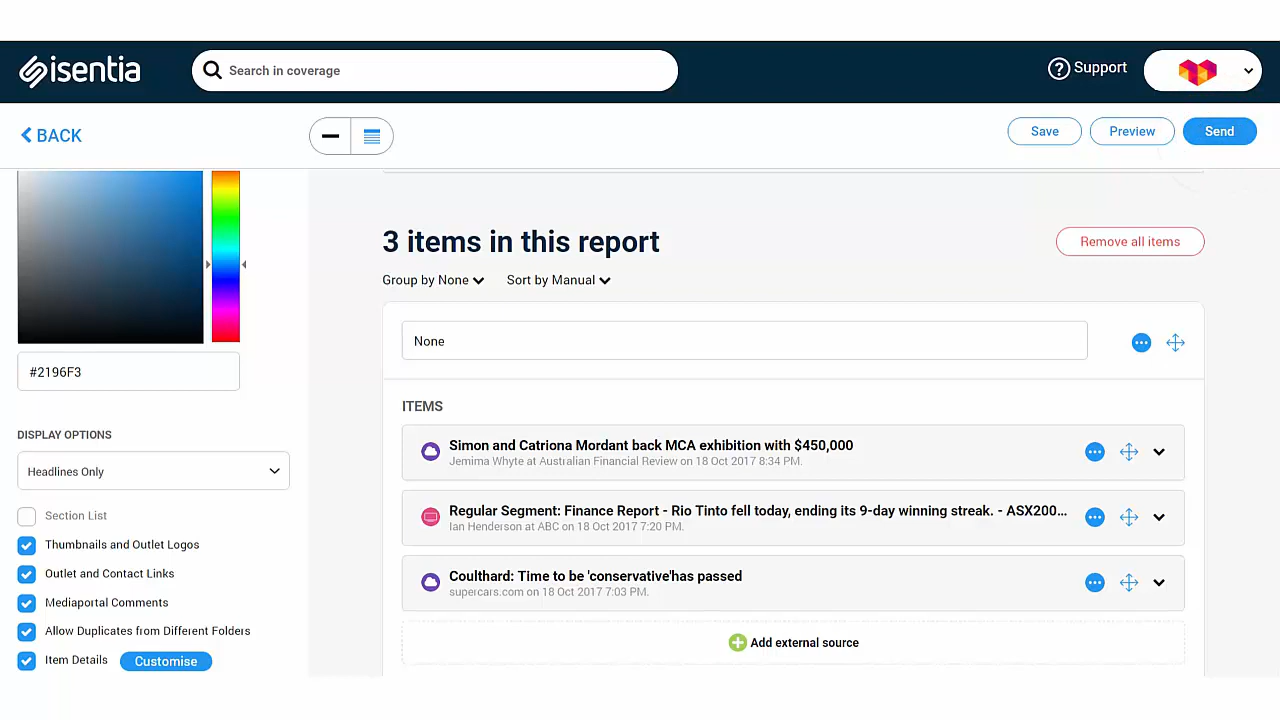 isentia
Search in coverage
Support
BACK
Save
Preview
Send
#2196F3
DISPLAY OPTIONS
Headlines Only
Section List
Thumbnails and Outlet Logos
Outlet and Contact Links
Mediaportal Comments
Allow Duplicates from Different Folders
Item Details
Customise
3 items in this report
Remove all items
Group by None
Sort by Manual
None
ITEMS
Simon and Catriona Mordant back MCA exhibition with $450,000
Jemima Whyte at Australian Financial Review on 18 Oct 2017 8:34 PM.
Regular Segment: Finance Report - Rio Tinto fell today, ending its 9-day winning streak. - ASX200...
Ian Henderson at ABC on 18 Oct 2017 7:20 PM.
Coulthard: Time to be 'conservative'has passed
supercars.com on 18 Oct 2017 7:03 PM.
Add external source